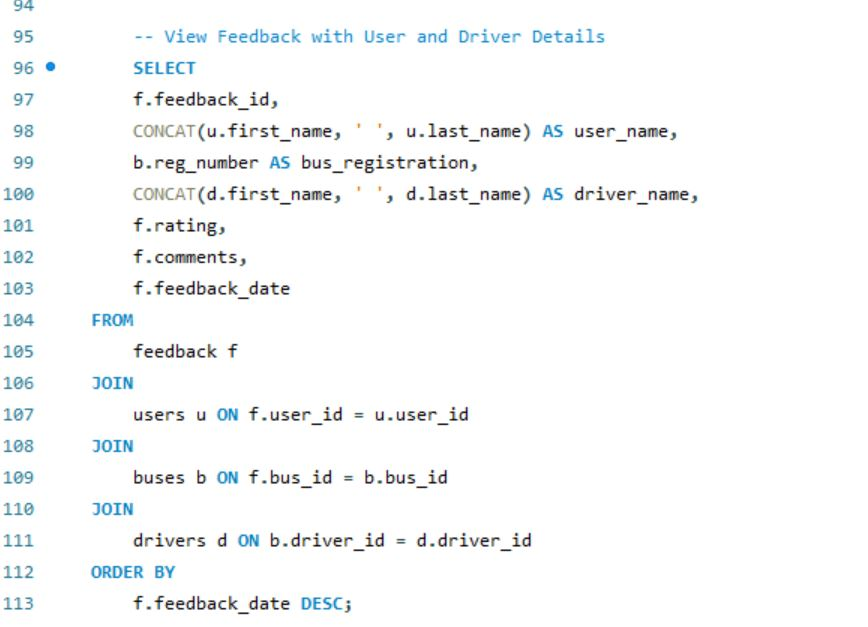 94
95 -- View Feedback with User and Driver Details
96 SELECT
97 f.feedback_id,
98 CONCAT(u.first_name, ' ', u.last_name) AS user_name,
99 b.reg_number AS bus_registration,
100 CONCAT(d.first_name, ' ', d.last_name) AS driver_name,
101 f.rating,
102 f.comments,
103 f.feedback_date
104 FROM
105 feedback f
106 JOIN
107 users u ON f.user_id = u.user_id
108 JOIN
109 buses b ON f.bus_id = b.bus_id
110 JOIN
111 drivers d ON b.driver_id = d.driver_id
112 ORDER BY
113 f.feedback_date DESC;